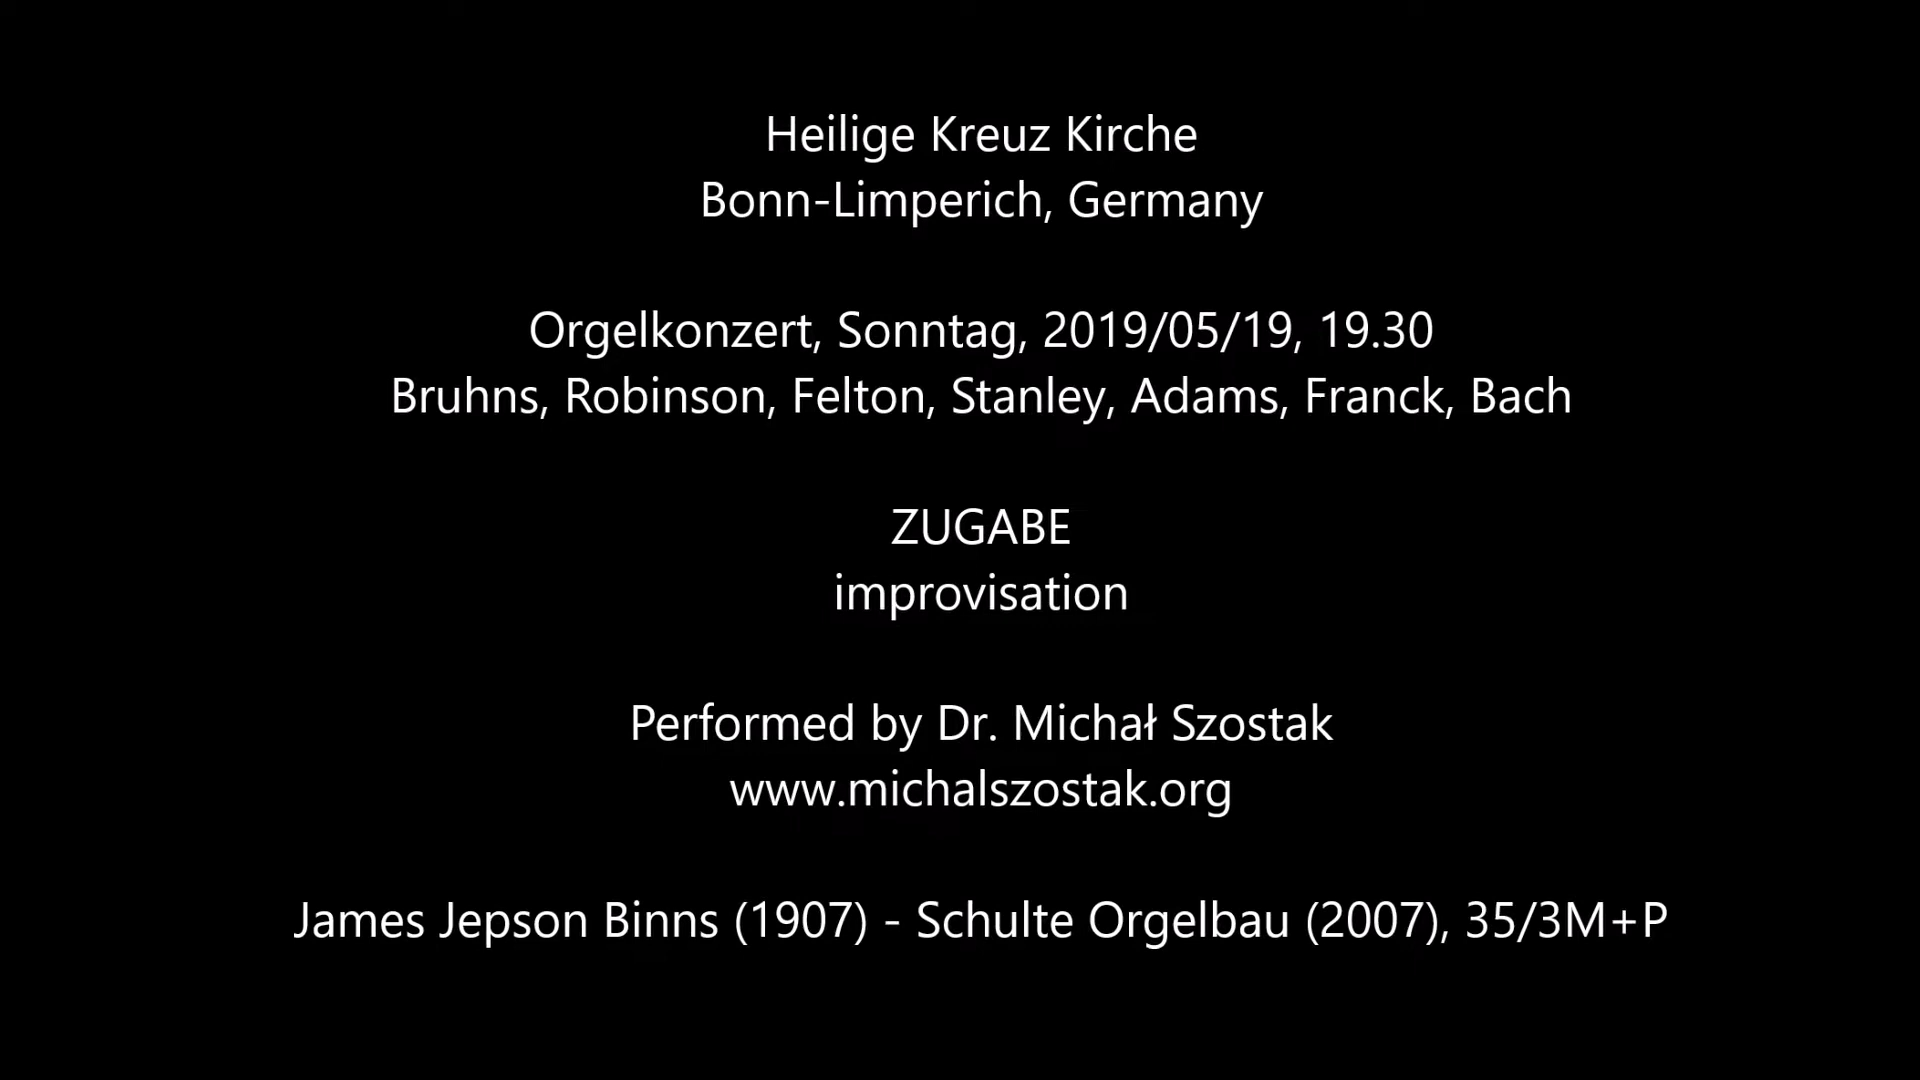 Heilige Kreuz Kirche
Bonn-Limperich, Germany
Orgelkonzert, Sonntag, 2019/05/19, 19.30
Bruhns, Robinson, Felton, Stanley, Adams, Franck, Bach
ZUGABE
improvisation
Performed by Dr. Michał Szostak
www.michalszostak.org
James Jepson Binns (1907) - Schulte Orgelbau (2007), 35/3M+P